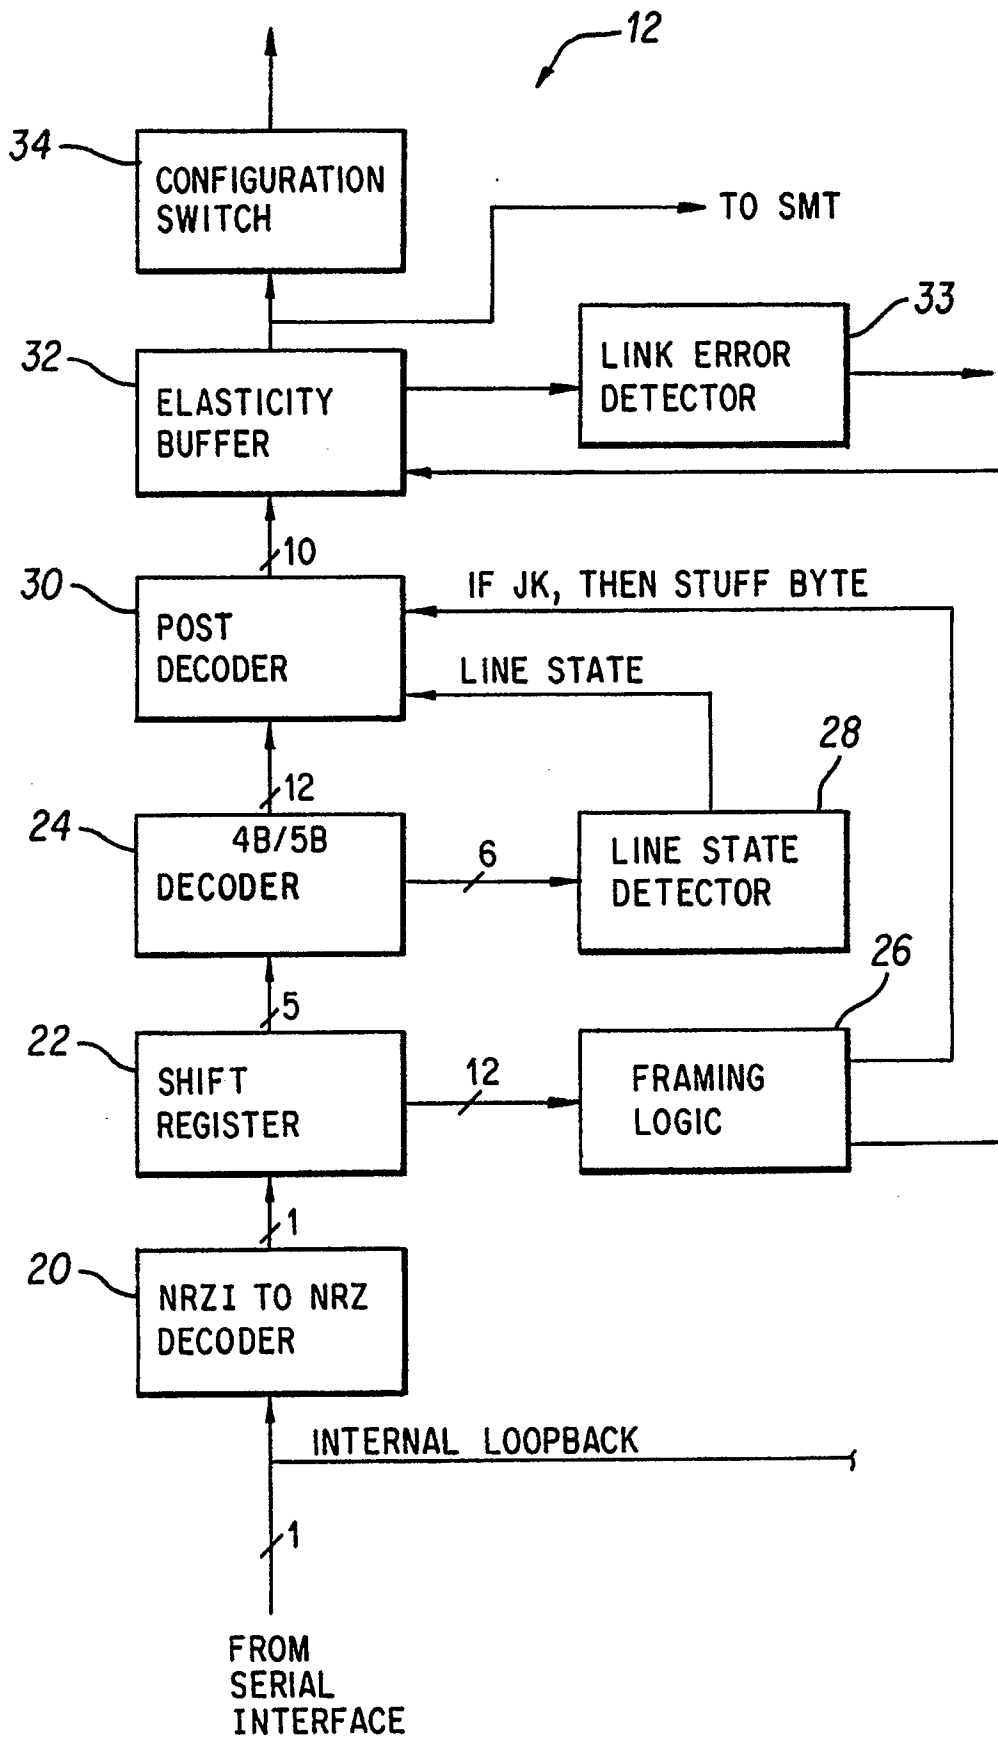 12
34
CONFIGURATION
SWITCH
TO SMT
33
32
LINK ERROR
DETECTOR
ELASTICITY
BUFFER
10
30
IF JK, THEN STUFF BYTE
POST
DECODER
LINE STATE
28
12
24
4B/5B
DECODER
6
LINE STATE
DETECTOR
26
5
22
SHIFT
REGISTER
12
FRAMING
LOGIC
1
20
NRZI TO NRZ
DECODER
INTERNAL LOOPBACK
1
FROM
SERIAL
INTERFACE